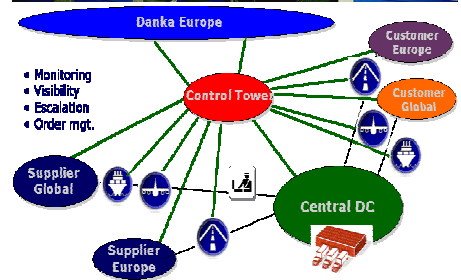 Danka Europe
Customer
Europe
• Monitoring
• Visibility
• Escalation
• Order mgt.
Control Tower
Customer
Global
Supplier
Global
Central DC
Supplier
Europe